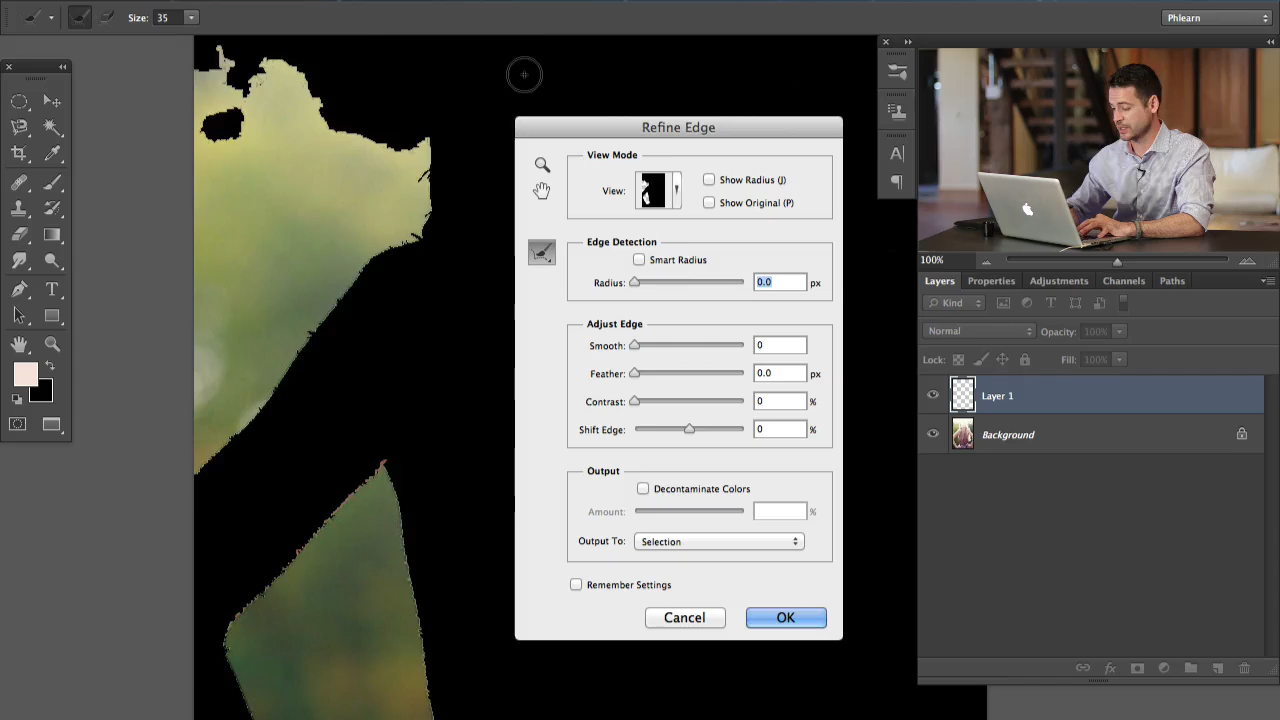 Size: 35
Phlearn
Refine Edge
View Mode
View:
Show Radius (J)
Show Original (P)
Edge Detection
Smart Radius
Radius: 0.0 px
Adjust Edge
Smooth: 0
Feather: 0.0 px
Contrast: 0 %
Shift Edge: 0 %
Output
Decontaminate Colors
Amount: %
Output To: Selection
Remember Settings
Cancel OK
100%
Layers Properties Adjustments Channels Paths
Kind
Normal Opacity: 100%
Lock: Fill: 100%
Layer 1
Background